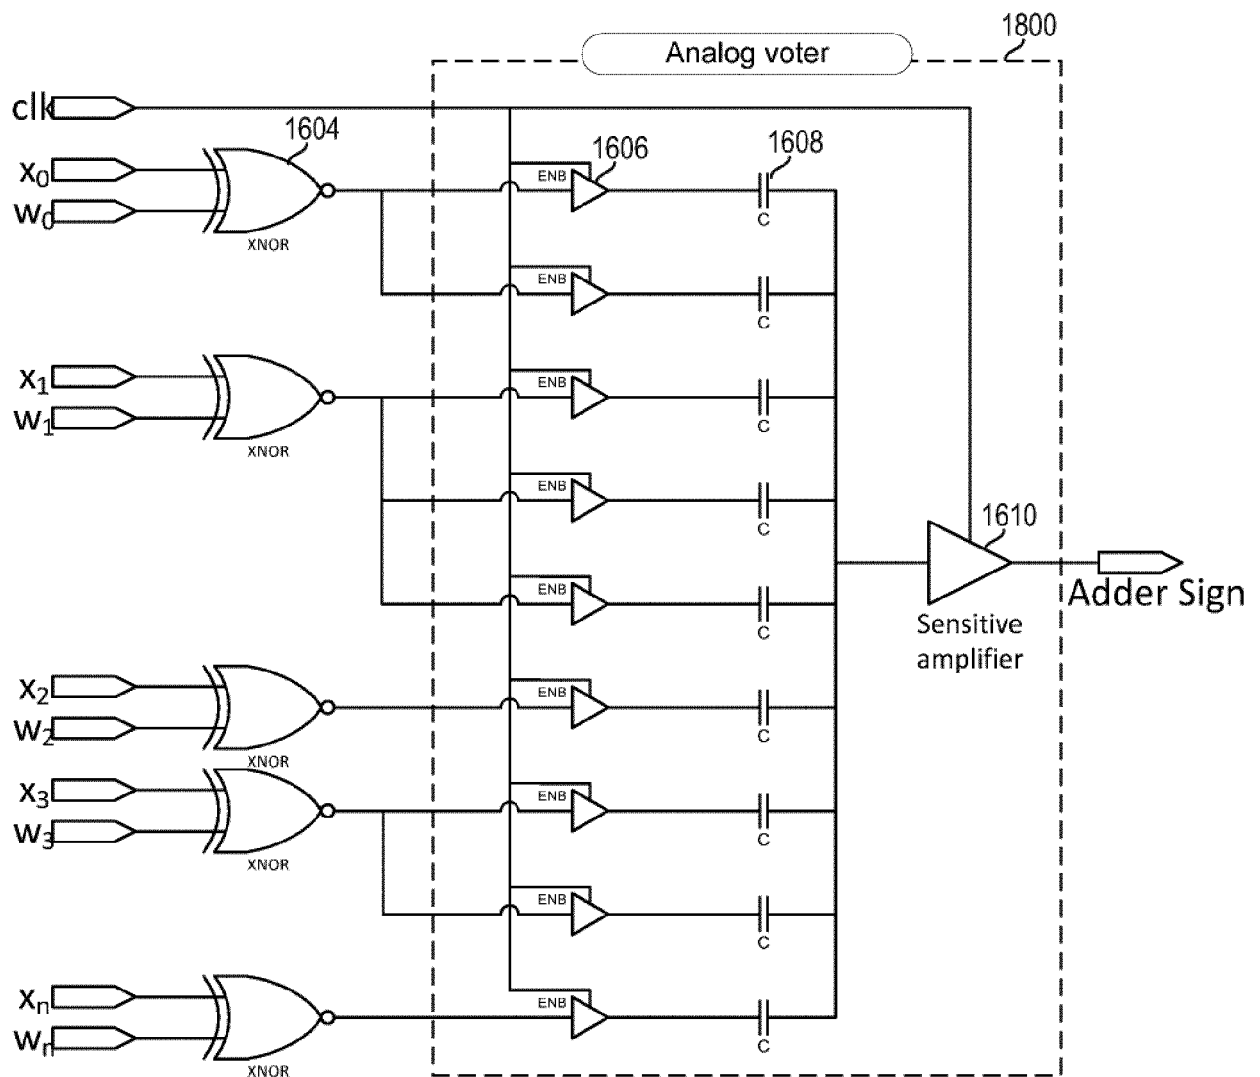 1800
Analog voter
clk
1604
1606
1608
x0
w0
XNOR
ENB
C
ENB
C
x1
w1
XNOR
ENB
C
ENB
C
ENB
C
1610
Adder Sign
Sensitive
amplifier
x2
w2
XNOR
ENB
C
x3
w3
XNOR
ENB
C
ENB
C
xn
wn
XNOR
ENB
C